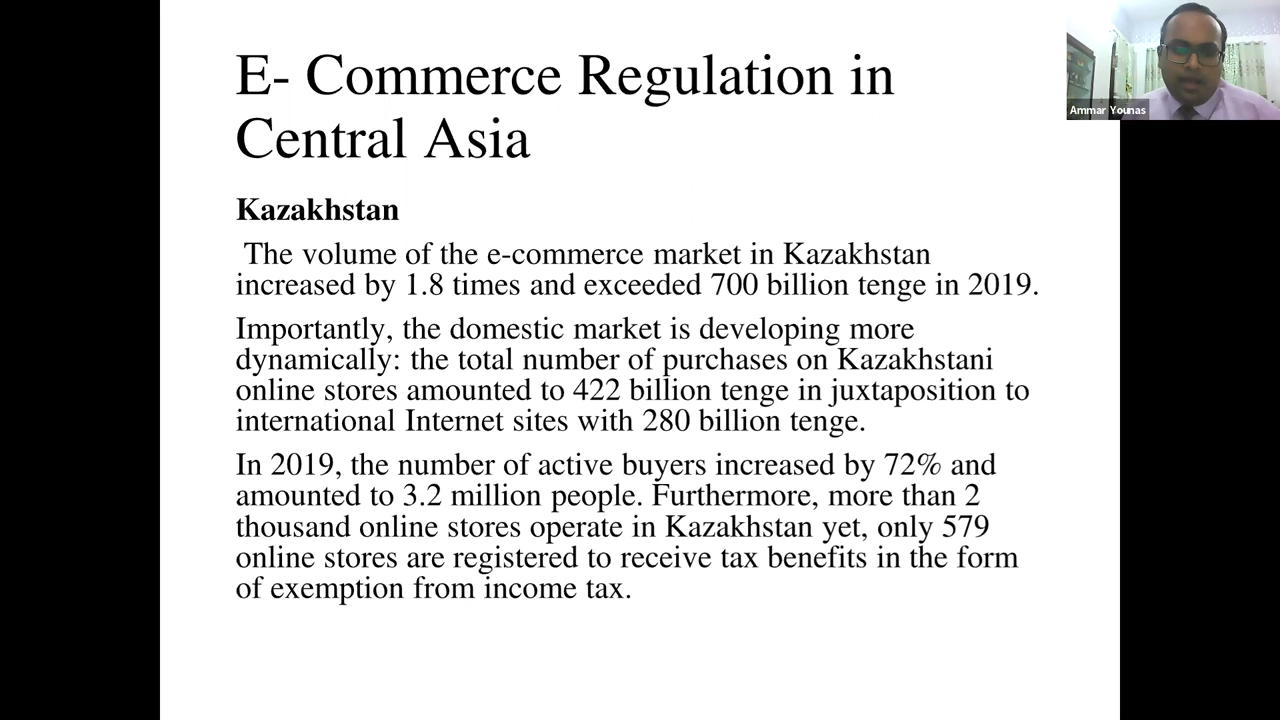 E- Commerce Regulation in
Central Asia
Kazakhstan
The volume of the e-commerce market in Kazakhstan
increased by 1.8 times and exceeded 700 billion tenge in 2019.
Importantly, the domestic market is developing more
dynamically: the total number of purchases on Kazakhstani
online stores amounted to 422 billion tenge in juxtaposition to
international Internet sites with 280 billion tenge.
In 2019, the number of active buyers increased by 72% and
amounted to 3.2 million people. Furthermore, more than 2
thousand online stores operate in Kazakhstan yet, only 579
online stores are registered to receive tax benefits in the form
of exemption from income tax.
Ammar Younas